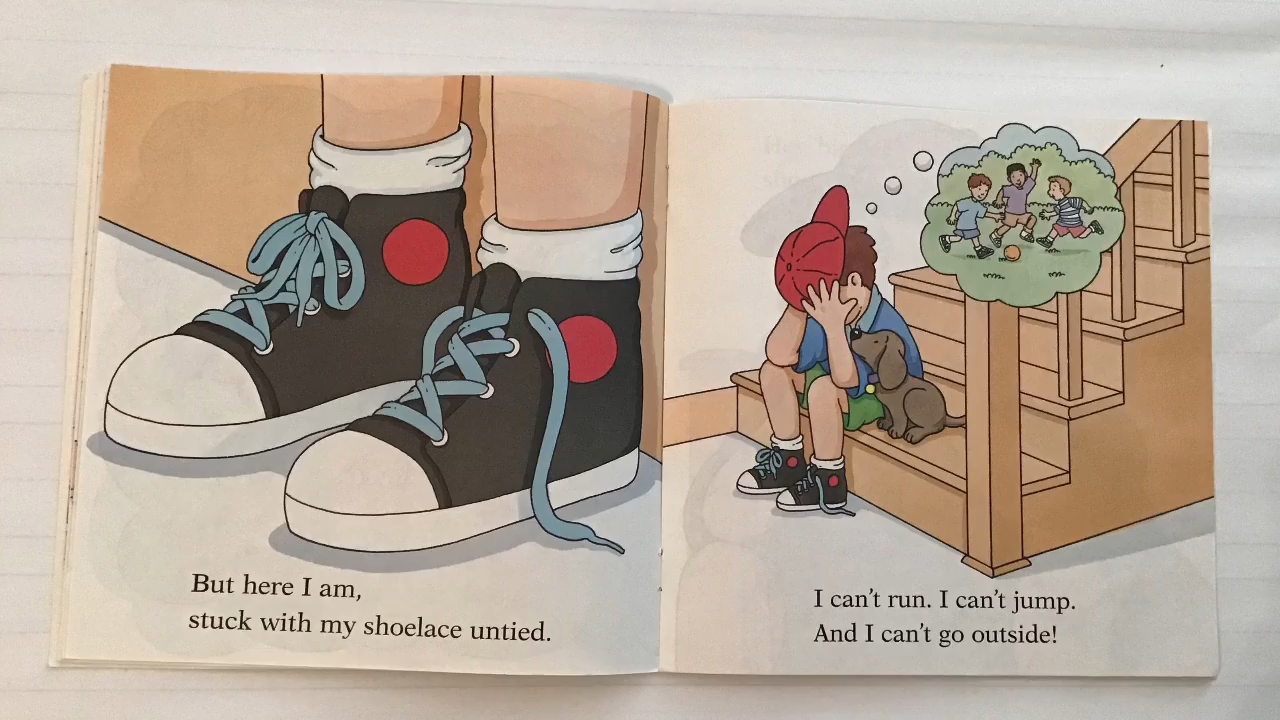 But here I am,
stuck with my shoelace untied.
I can't run. I can't jump.
And I can't go outside!